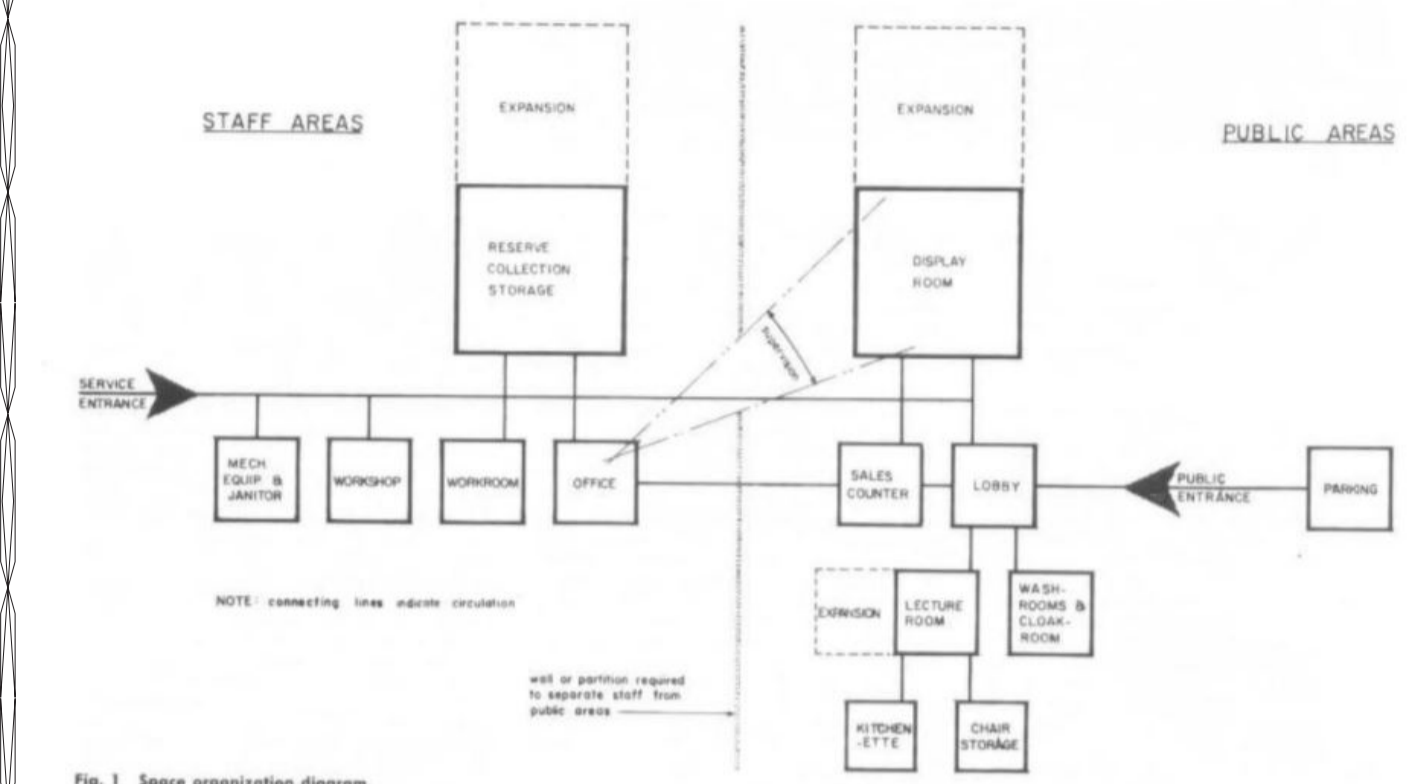 EXPANSION
EXPANSION
STAFF AREAS
PUBLIC AREAS
RESERVE
COLLECTION
STORAGE
DISPLAY
ROOM
supervision
SERVICE
ENTRANCE
MECH.
EQUIP &
JANITOR
WORKSHOP
WORKROOM
OFFICE
SALES
COUNTER
LOBBY
PUBLIC
ENTRANCE
PARKING
NOTE: connecting lines indicate circulation
EXPANSION
LECTURE
ROOM
WASH-
ROOMS &
CLOAK-
ROOM
wall or partition required
to separate staff from
public areas
KITCHEN
-ETTE
CHAIR
STORAGE
Fig. 1 Space organization diagram